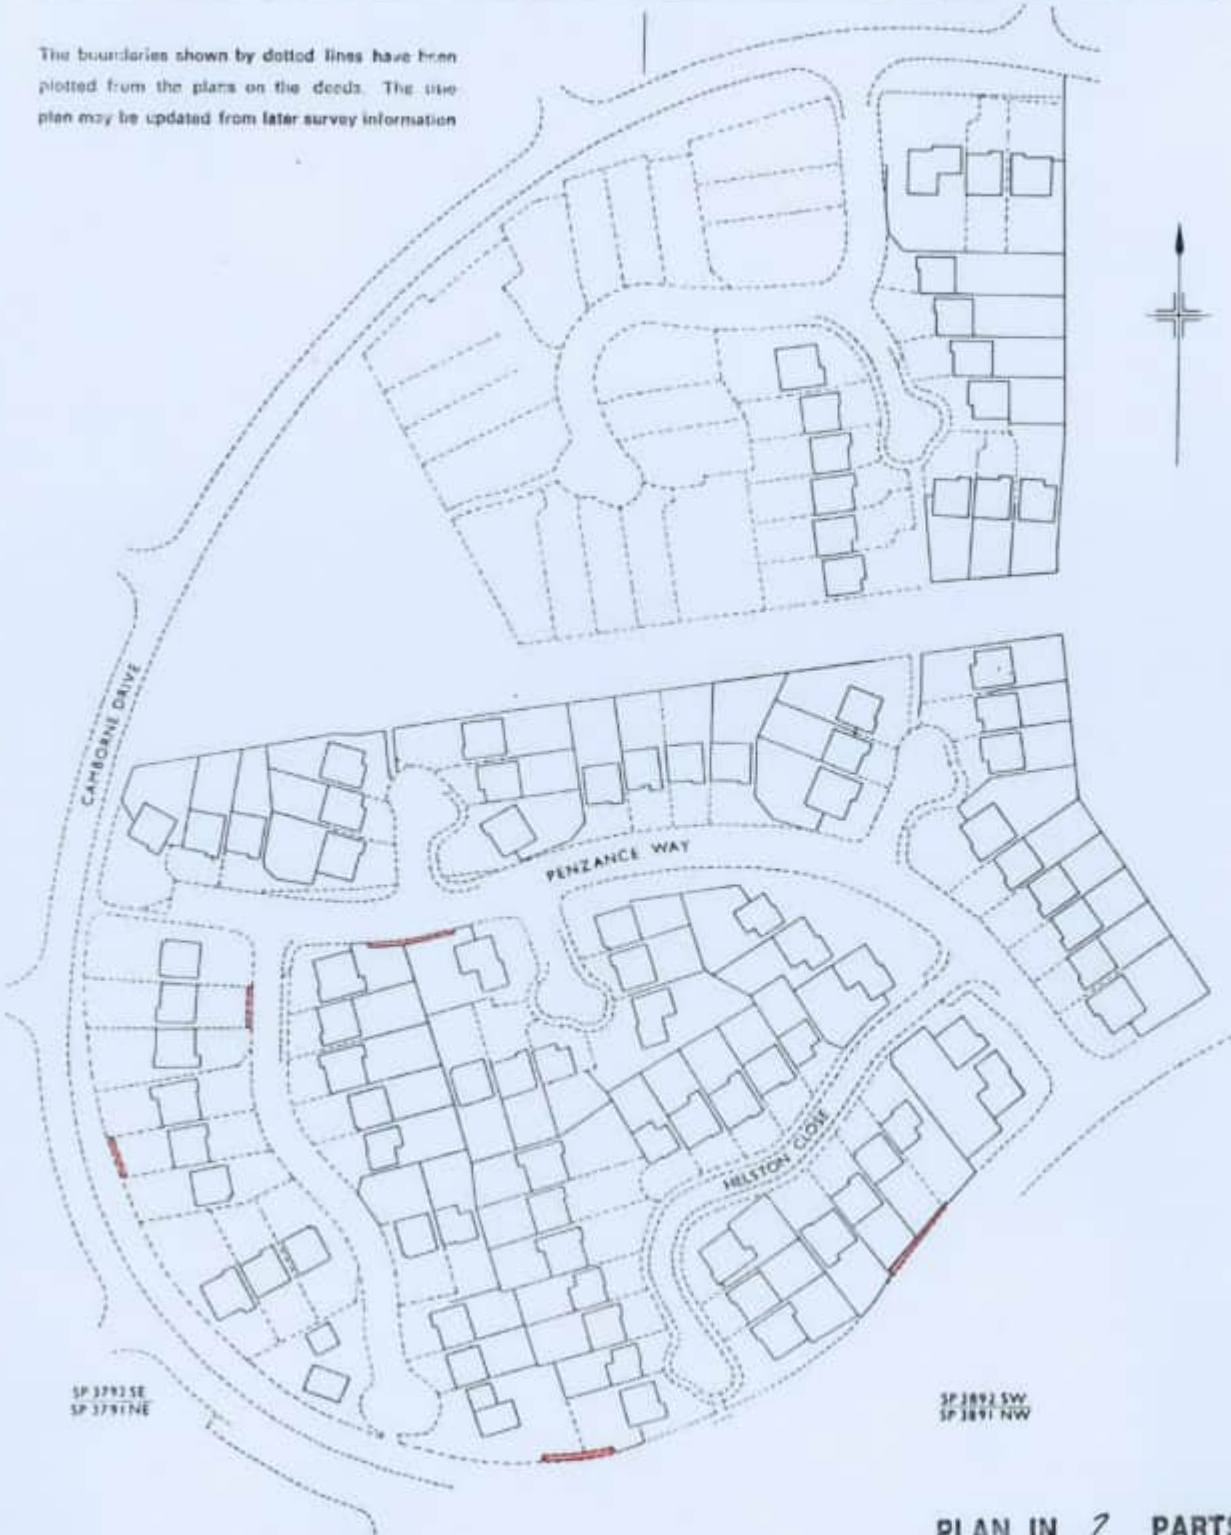 The boundaries shown by dotted lines have been
plotted from the plans on the deeds. The title
plan may be updated from later survey information
CAMBORNE DRIVE
PENZANCE WAY
HELSTON CLOSE
SP 3792 SE
SP 3791 NE
SP 3892 SW
SP 3891 NW
PLAN IN 2 PARTS